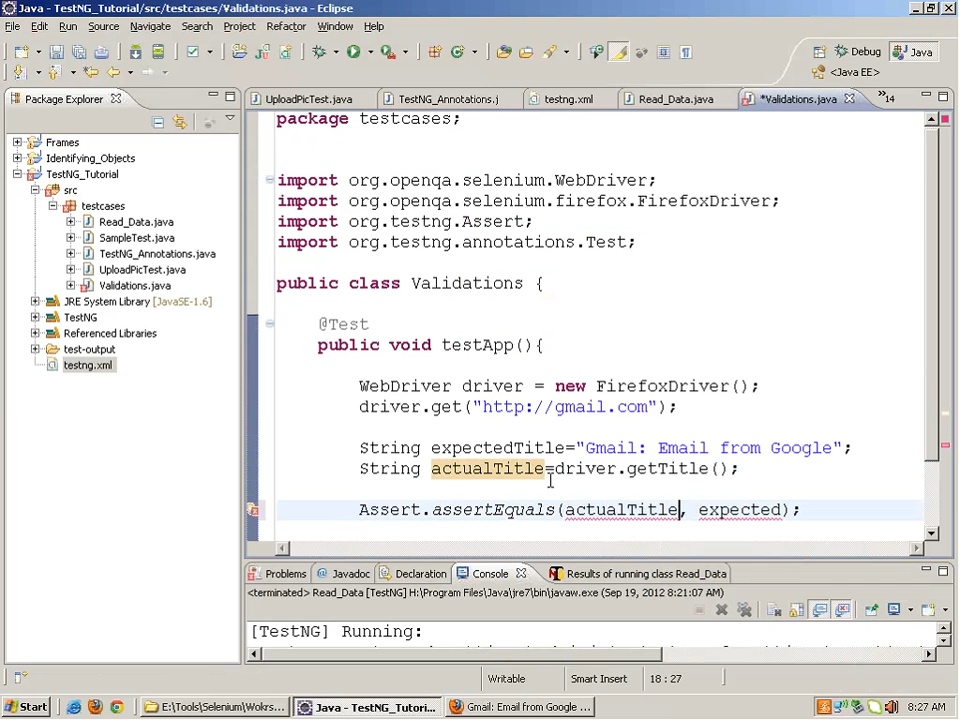 Java - TestNG_Tutorial/src/testcases/Validations.java - Eclipse
File Edit Run Source Navigate Search Project Refactor Window Help
Debug Java
<Java EE>
Package Explorer
UploadPicTest.java TestNG_Annotations.j testng.xml Read_Data.java *Validations.java 14
Frames
Identifying_Objects
TestNG_Tutorial
src
testcases
Read_Data.java
SampleTest.java
TestNG_Annotations.java
UploadPicTest.java
Validations.java
JRE System Library [JavaSE-1.6]
TestNG
Referenced Libraries
test-output
testng.xml
package testcases;
import org.openqa.selenium.WebDriver;
import org.openqa.selenium.firefox.FirefoxDriver;
import org.testng.Assert;
import org.testng.annotations.Test;
public class Validations {
@Test
public void testApp(){
WebDriver driver = new FirefoxDriver();
driver.get("http://gmail.com");
String expectedTitle="Gmail: Email from Google";
String actualTitle=driver.getTitle();
Assert.assertEquals(actualTitle, expected);
Problems Javadoc Declaration Console Results of running class Read_Data
<terminated> Read_Data [TestNG] H:\Program Files\Java\jre7\bin\javaw.exe (Sep 19, 2012 8:21:07 AM)
[TestNG] Running:
Writable Smart Insert 18 : 27
Start E:\Tools\Selenium\Wokrs... Java - TestNG_Tutori... Gmail: Email from Google ... 8:27 AM